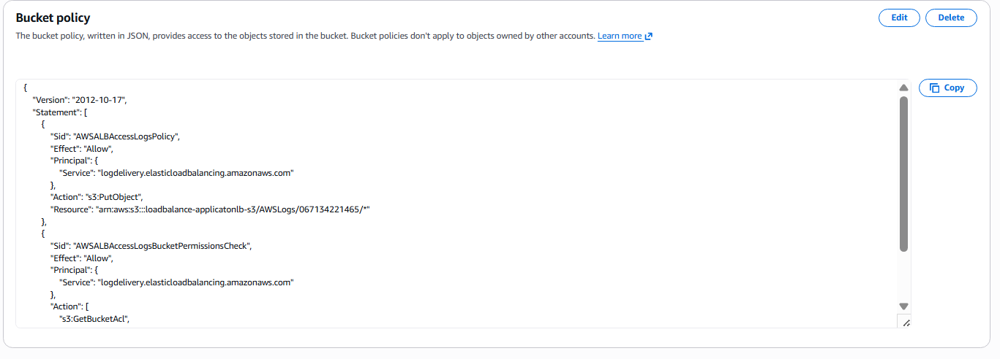 Bucket policy
Edit
Delete
The bucket policy, written in JSON, provides access to the objects stored in the bucket. Bucket policies don't apply to objects owned by other accounts. Learn more
Copy
{
"Version": "2012-10-17",
"Statement": [
{
"Sid": "AWSALBAccessLogsPolicy",
"Effect": "Allow",
"Principal": {
"Service": "logdelivery.elasticloadbalancing.amazonaws.com"
},
"Action": "s3:PutObject",
"Resource": "arn:aws:s3:::loadbalance-applicatonlb-s3/AWSLogs/067134221465/*"
},
{
"Sid": "AWSALBAccessLogsBucketPermissionsCheck",
"Effect": "Allow",
"Principal": {
"Service": "logdelivery.elasticloadbalancing.amazonaws.com"
},
"Action": [
"s3:GetBucketAcl",